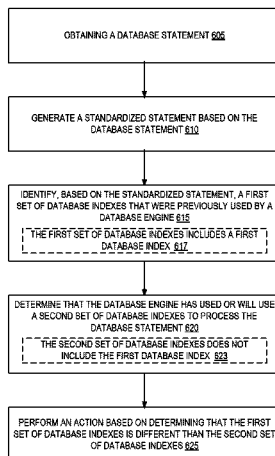 OBTAINING A DATABASE STATEMENT 605
GENERATE A STANDARDIZED STATEMENT BASED ON THE
DATABASE STATEMENT 610
IDENTIFY, BASED ON THE STANDARDIZED STATEMENT, A FIRST
SET OF DATABASE INDEXES THAT WERE PREVIOUSLY USED BY A
DATABASE ENGINE 615
THE FIRST SET OF DATABASE INDEXES INCLUDES A FIRST
DATABASE INDEX 617
DETERMINE THAT THE DATABASE ENGINE HAS USED OR WILL USE
A SECOND SET OF DATABASE INDEXES TO PROCESS THE
DATABASE STATEMENT 620
THE SECOND SET OF DATABASE INDEXES DOES NOT
INCLUDE THE FIRST DATABASE INDEX 623
PERFORM AN ACTION BASED ON DETERMINING THAT THE FIRST
SET OF DATABASE INDEXES IS DIFFERENT THAN THE SECOND SET
OF DATABASE INDEXES 625